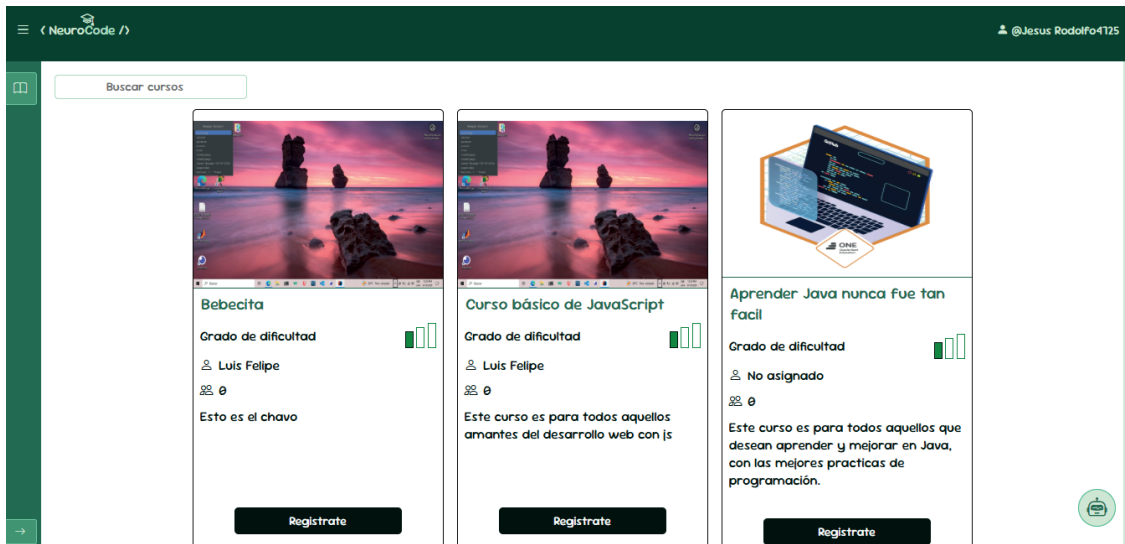 < NeuroCode />
@Jesus Rodolfo4125
Buscar cursos
Bebecita
Grado de dificultad
Luis Felipe
0
Esto es el chavo
Registrate
Curso básico de JavaScript
Grado de dificultad
Luis Felipe
0
Este curso es para todos aquellos
amantes del desarrollo web con js
Registrate
GitHub
ONE
Aprender Java nunca fue tan
facil
Grado de dificultad
No asignado
0
Este curso es para todos aquellos que
desean aprender y mejorar en Java,
con las mejores practicas de
programación.
Registrate